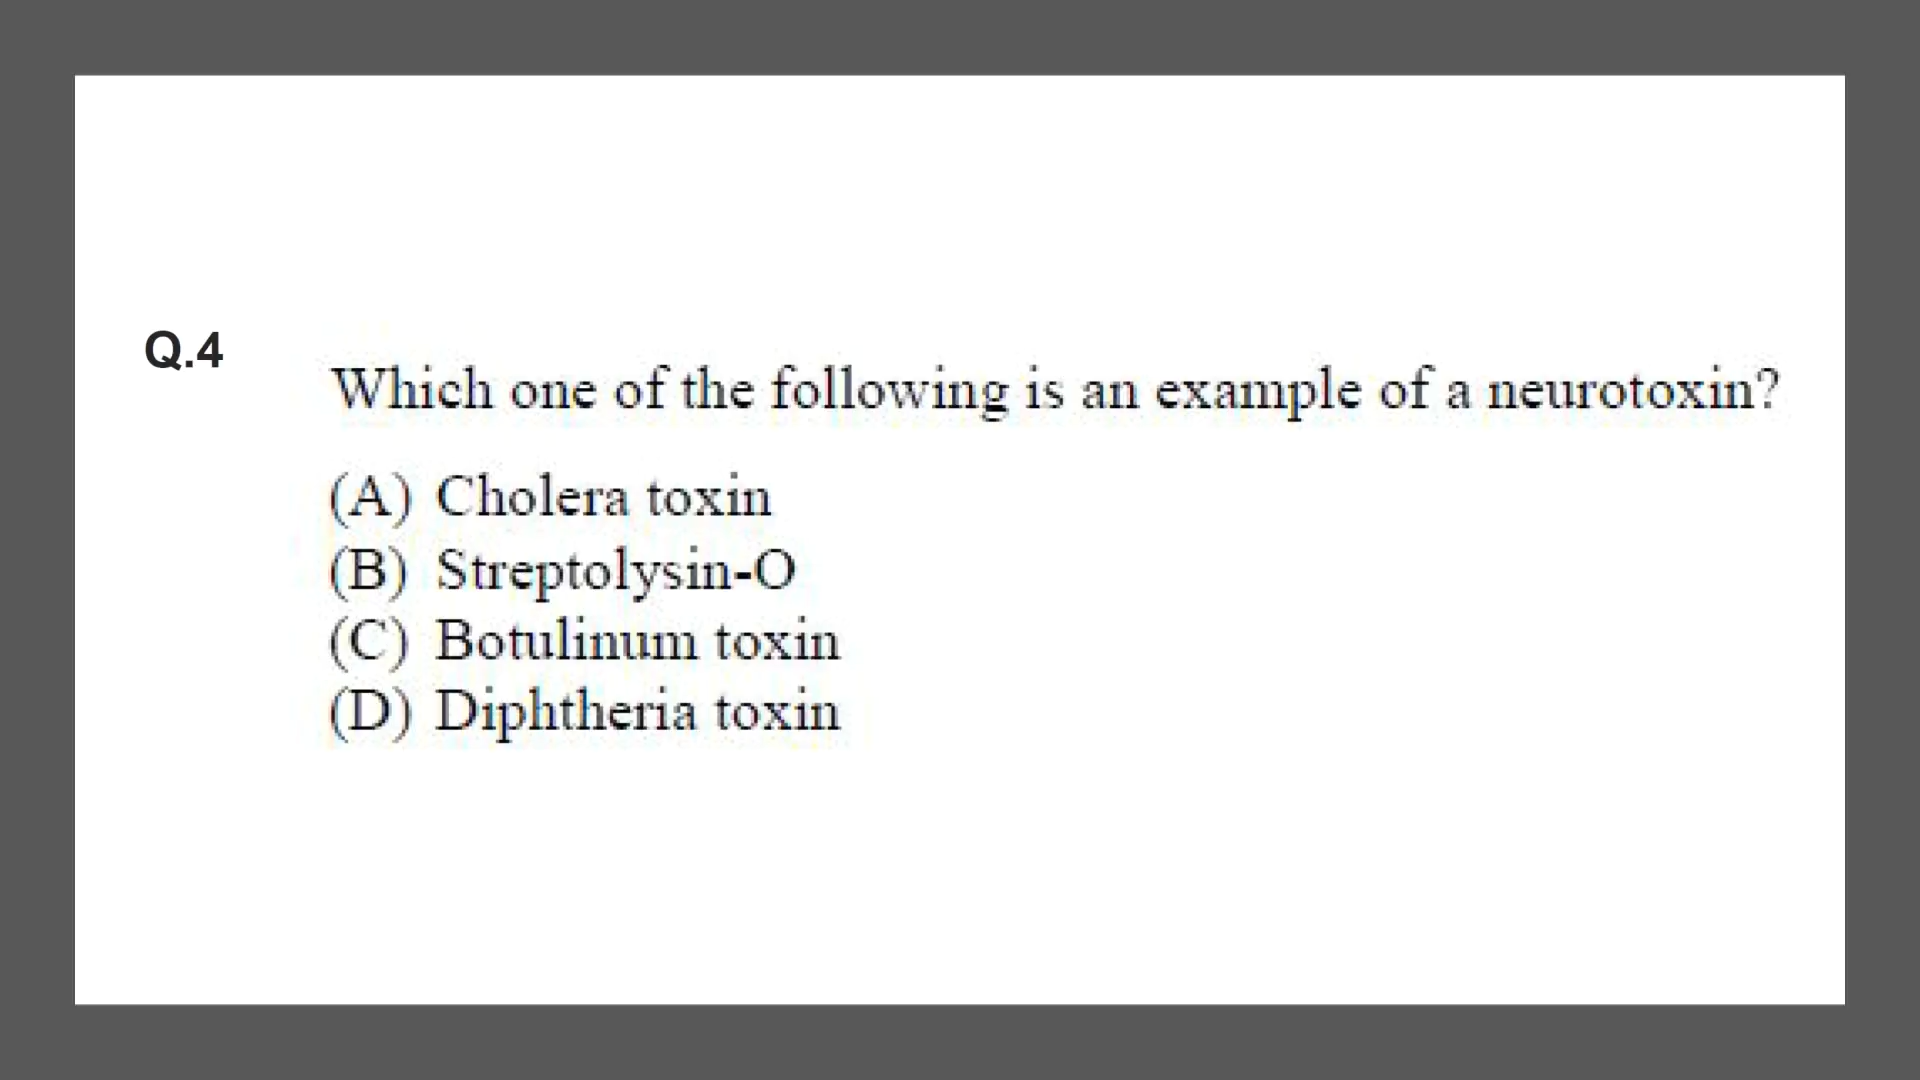 Q.4
Which one of the following is an example of a neurotoxin?
(A) Cholera toxin
(B) Streptolysin-O
(C) Botulinum toxin
(D) Diphtheria toxin